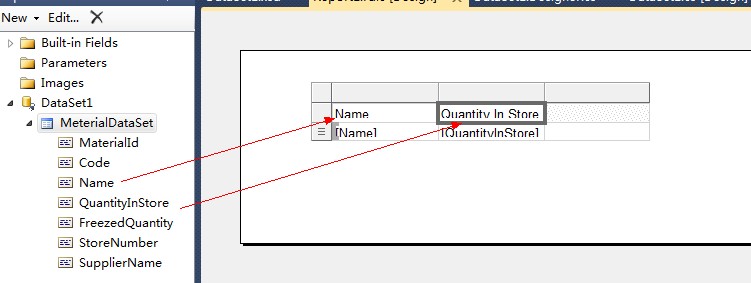 New Edit...
Built-in Fields
Parameters
Images
DataSet1
MeterialDataSet
MaterialId
Code
Name
QuantityInStore
FreezedQuantity
StoreNumber
SupplierName
Name Quantity In Store
[Name] [QuantityInStore]